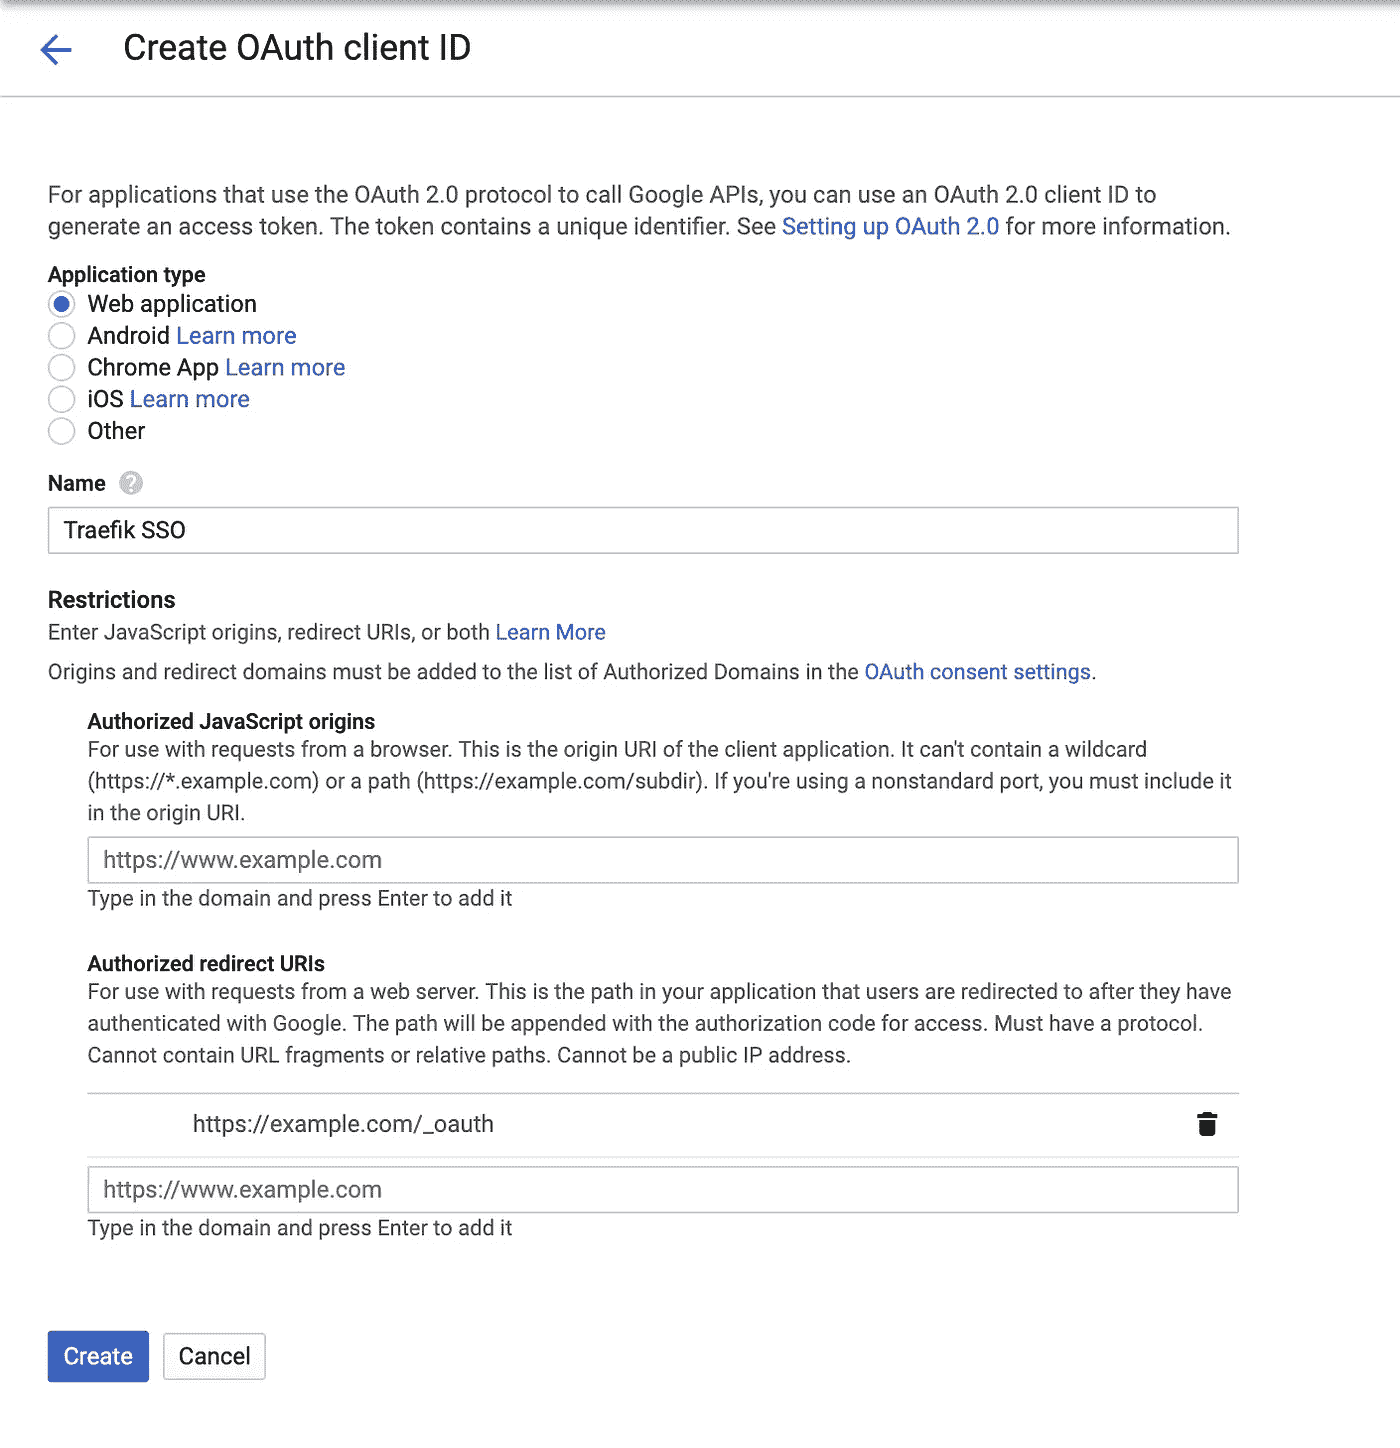 Create OAuth client ID
For applications that use the OAuth 2.0 protocol to call Google APIs, you can use an OAuth 2.0 client ID to
generate an access token. The token contains a unique identifier. See Setting up OAuth 2.0 for more information.
Application type
Web application
Android Learn more
Chrome App Learn more
iOS Learn more
Other
Name ?
Traefik SSO
Restrictions
Enter JavaScript origins, redirect URIs, or both Learn More
Origins and redirect domains must be added to the list of Authorized Domains in the OAuth consent settings.
Authorized JavaScript origins
For use with requests from a browser. This is the origin URI of the client application. It can't contain a wildcard
(https://*.example.com) or a path (https://example.com/subdir). If you're using a nonstandard port, you must include it
in the origin URI.
https://www.example.com
Type in the domain and press Enter to add it
Authorized redirect URIs
For use with requests from a web server. This is the path in your application that users are redirected to after they have
authenticated with Google. The path will be appended with the authorization code for access. Must have a protocol.
Cannot contain URL fragments or relative paths. Cannot be a public IP address.
https://example.com/_oauth
https://www.example.com
Type in the domain and press Enter to add it
Create Cancel